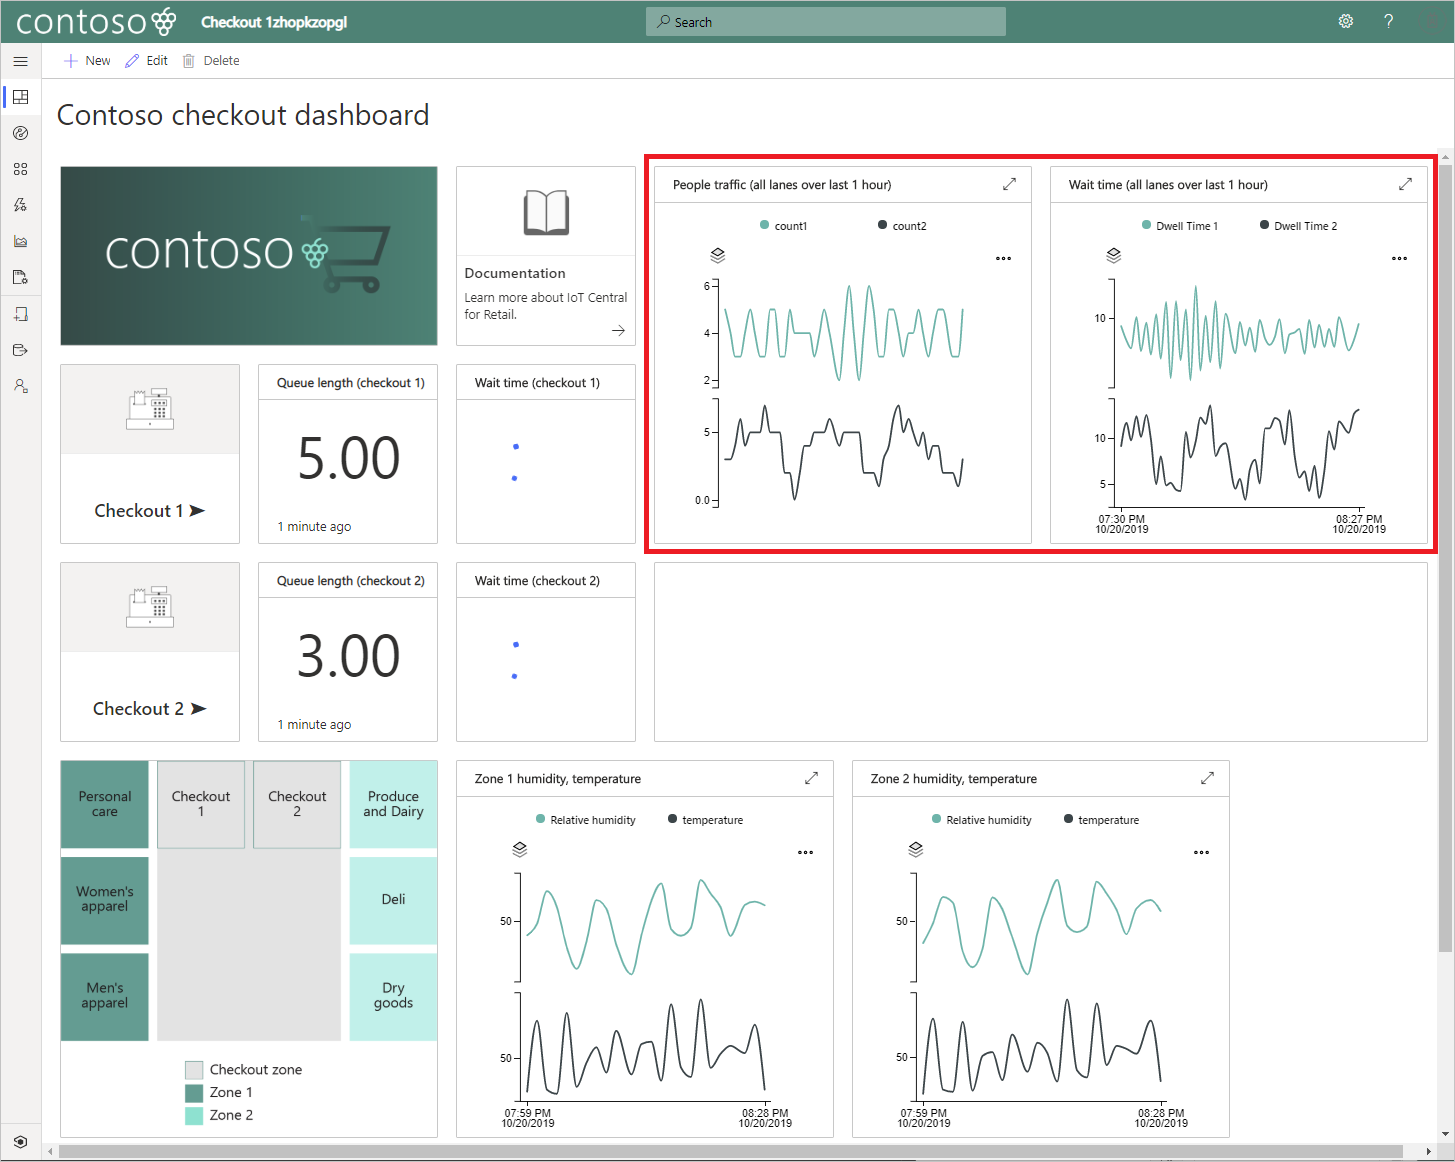 contoso
Checkout 1zhopkzopgl
Search
?
New
Edit
Delete
Contoso checkout dashboard
contoso
Documentation
Learn more about IoT Central
for Retail.
People traffic (all lanes over last 1 hour)
count1
count2
6
4
2
5
0.0
Wait time (all lanes over last 1 hour)
Dwell Time 1
Dwell Time 2
10
10
5
07:30 PM
10/20/2019
08:27 PM
10/20/2019
Checkout 1
Queue length (checkout 1)
5.00
1 minute ago
Wait time (checkout 1)
Checkout 2
Queue length (checkout 2)
3.00
1 minute ago
Wait time (checkout 2)
Personal
care
Checkout
1
Checkout
2
Produce
and Dairy
Women's
apparel
Deli
Men's
apparel
Dry
goods
Checkout zone
Zone 1
Zone 2
Zone 1 humidity, temperature
Relative humidity
temperature
50
50
07:59 PM
10/20/2019
08:28 PM
10/20/2019
Zone 2 humidity, temperature
Relative humidity
temperature
50
50
07:59 PM
10/20/2019
08:28 PM
10/20/2019